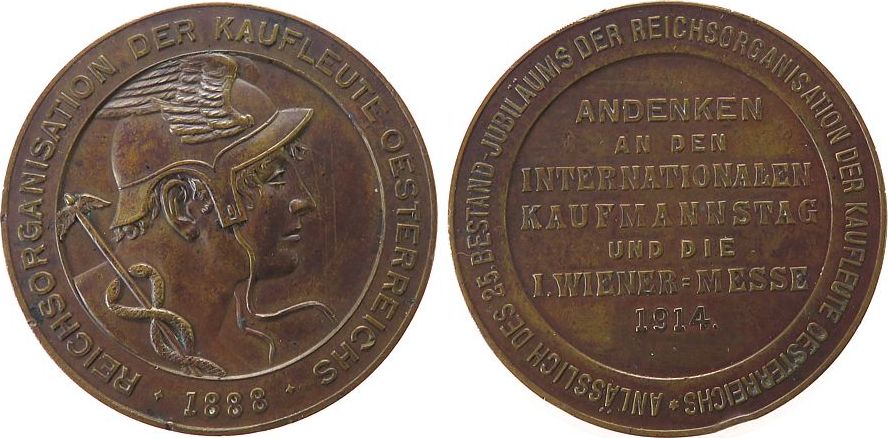 REICHSORGANISATION DER KAUFLEUTE OESTERREICHS
1888
ANLÄSSLICH DES 25. BESTAND-JUBILÄUMS DER REICHSORGANISATION DER KAUFLEUTE OESTERREICHS *
ANDENKEN
AN DEN
INTERNATIONALEN
KAUFMANNSTAG
UND DIE
I. WIENER=MESSE
1914.